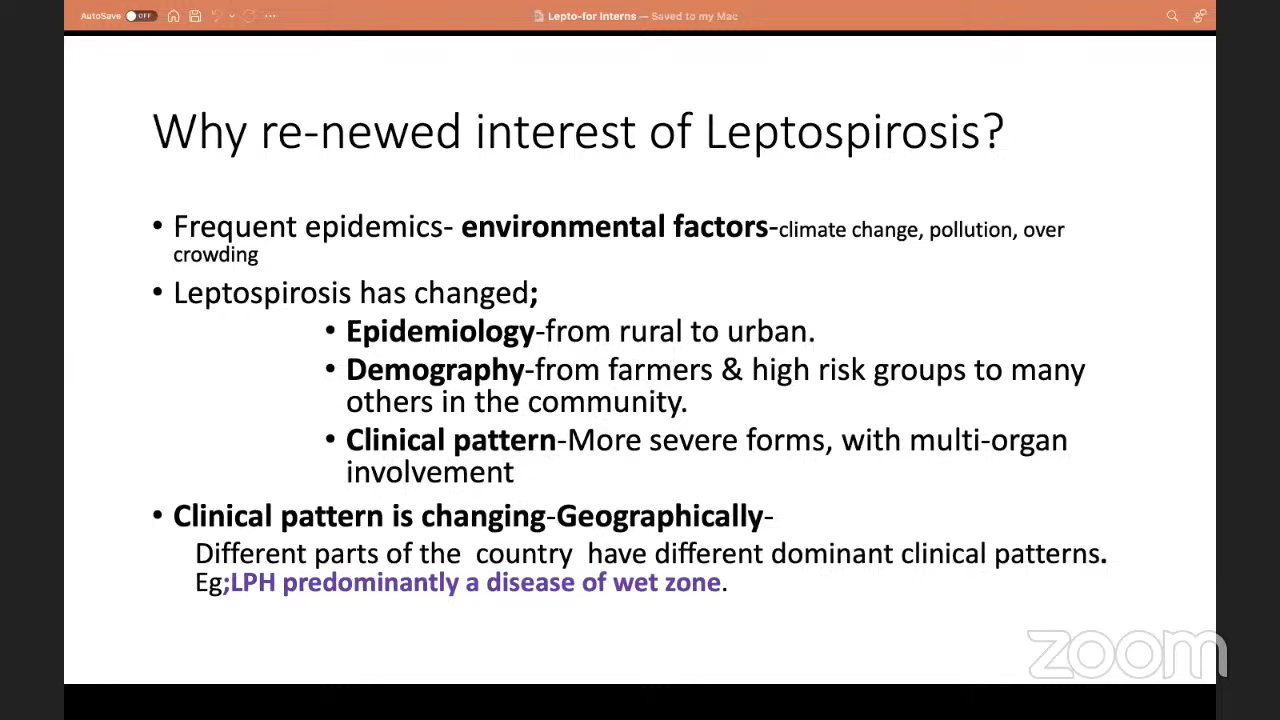 AutoSave OFF
Lepto-for Interns — Saved to my Mac
Why re-newed interest of Leptospirosis?
• Frequent epidemics- environmental factors-climate change, pollution, over
crowding
• Leptospirosis has changed;
• Epidemiology-from rural to urban.
• Demography-from farmers & high risk groups to many
others in the community.
• Clinical pattern-More severe forms, with multi-organ
involvement
• Clinical pattern is changing-Geographically-
Different parts of the country have different dominant clinical patterns.
Eg;LPH predominantly a disease of wet zone.
zoom